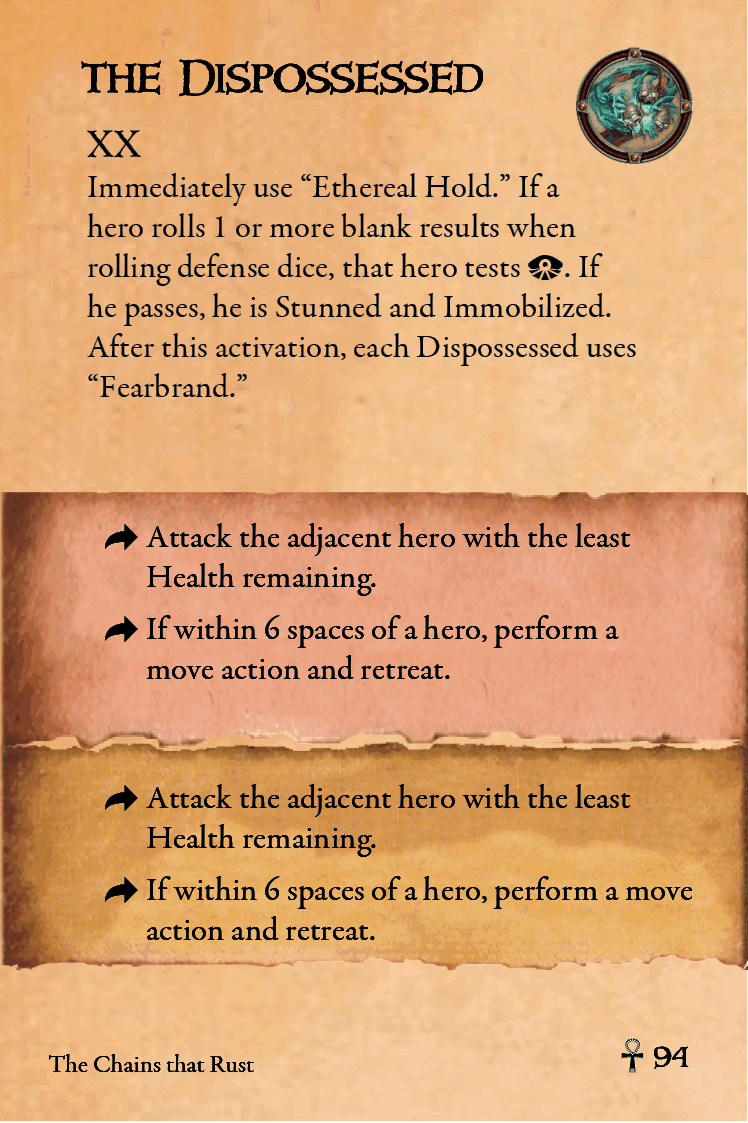 THE DISPOSSESSED
XX
Immediately use “Ethereal Hold.” If a
hero rolls 1 or more blank results when
rolling defense dice, that hero tests . If
he passes, he is Stunned and Immobilized.
After this activation, each Dispossessed uses
“Fearbrand.”
Attack the adjacent hero with the least
Health remaining.
If within 6 spaces of a hero, perform a
move action and retreat.
Attack the adjacent hero with the least
Health remaining.
If within 6 spaces of a hero, perform a move
action and retreat.
The Chains that Rust
94